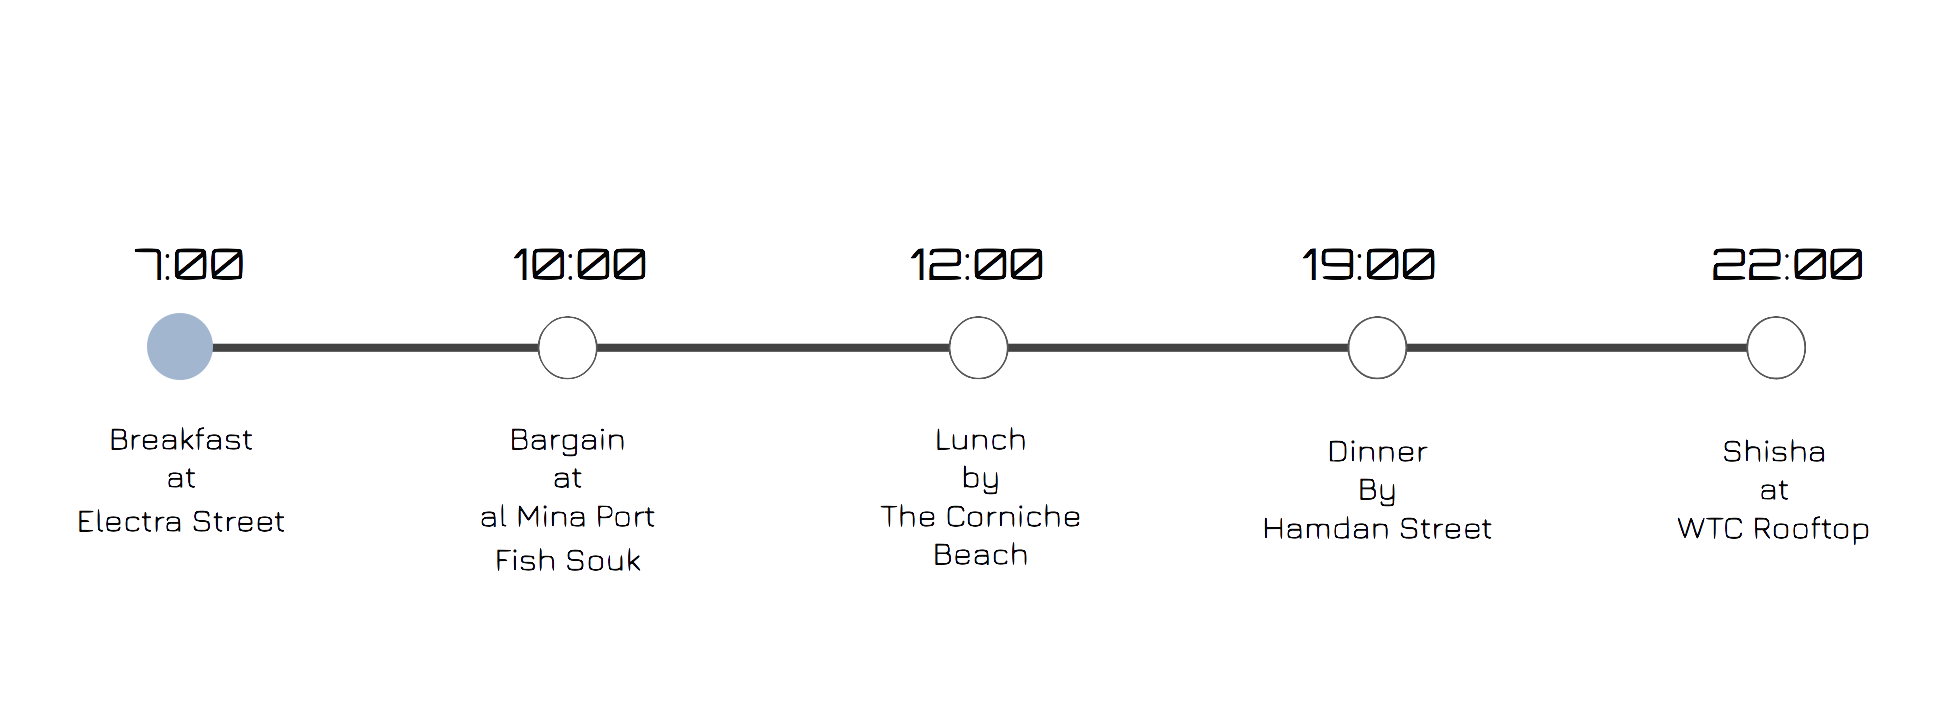 7:00
10:00
12:00
19:00
22:00
Breakfast
at
Electra Street
Bargain
at
al Mina Port
Fish Souk
Lunch
by
The Corniche
Beach
Dinner
By
Hamdan Street
Shisha
at
WTC Rooftop